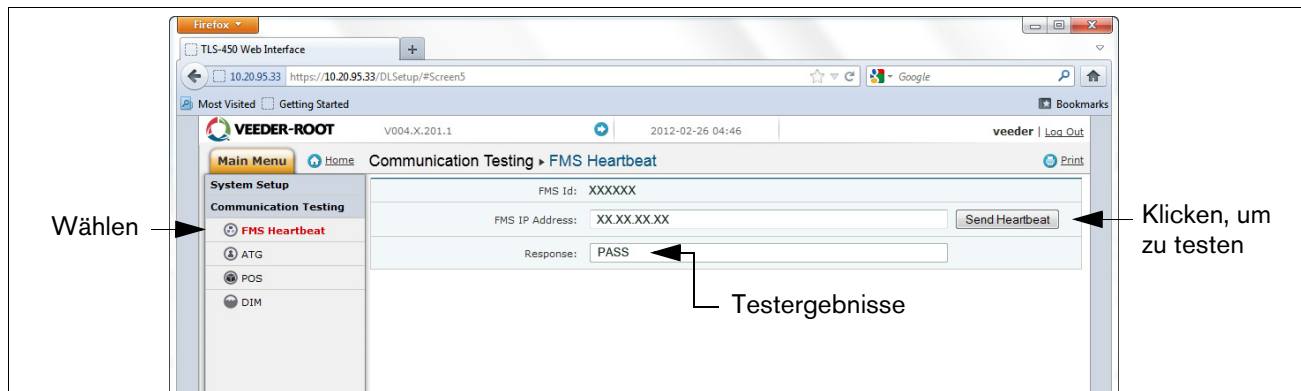 Firefox
TLS-450 Web Interface
+
10.20.95.33 https://10.20.95.33/DLSetup/#Screen5
Google
Most Visited Getting Started
Bookmarks
VEEDER-ROOT V004.X.201.1 2012-02-26 04:46 veeder | Log Out
Main Menu Home Communication Testing ▸ FMS Heartbeat Print
System Setup
Communication Testing
FMS Heartbeat
ATG
POS
DIM
FMS Id: XXXXXX
FMS IP Address: XX.XX.XX.XX Send Heartbeat
Response: PASS
Wählen
Klicken, um
zu testen
Testergebnisse